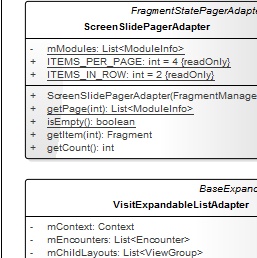 FragmentStatePagerAdapte
ScreenSlidePagerAdapter
- mModules: List<ModuleInfo>
+ ITEMS_PER_PAGE: int = 4 {readOnly}
+ ITEMS_IN_ROW: int = 2 {readOnly}
+ ScreenSlidePagerAdapter(FragmentManage
+ getPage(int): List<ModuleInfo>
+ isEmpty(): boolean
+ getItem(int): Fragment
+ getCount(): int
BaseExpand
VisitExpandableListAdapter
- mContext: Context
- mEncounters: List<Encounter>
- mChildLayouts: List<ViewGroup>